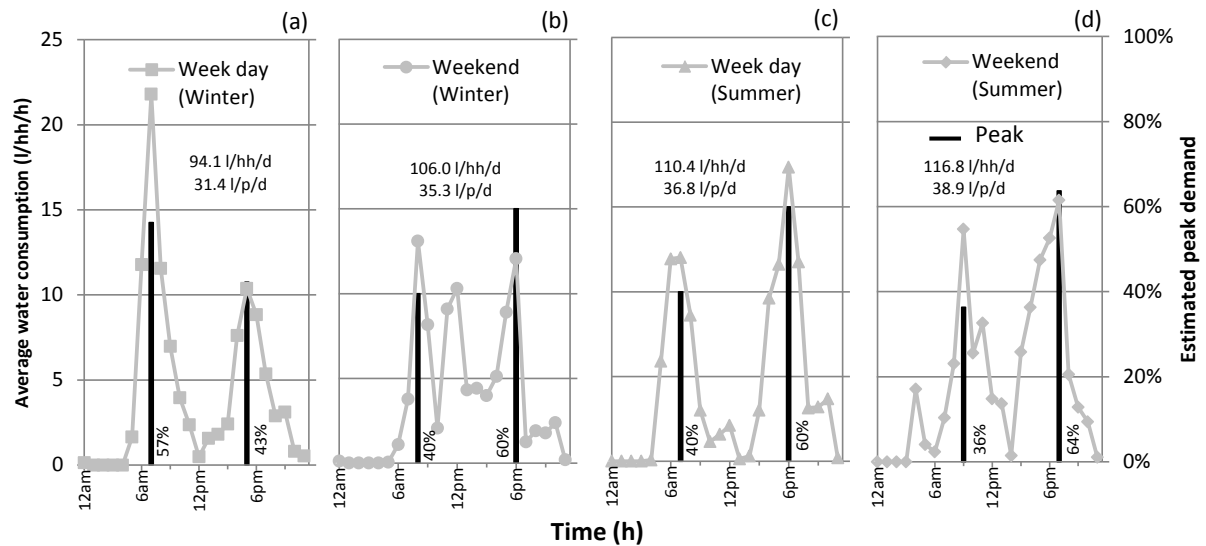 (a) (b) (c) (d)
Average water consumption (l/hh/h)
25
20
15
10
5
0
Week day
(Winter)
94.1 l/hh/d
31.4 l/p/d
57%
43%
12am 6am 12pm 6pm
Weekend
(Winter)
106.0 l/hh/d
35.3 l/p/d
40%
60%
12am 6am 12pm 6pm
Week day
(Summer)
110.4 l/hh/d
36.8 l/p/d
40%
60%
12am 6am 12pm 6pm
Weekend
(Summer)
Peak
116.8 l/hh/d
38.9 l/p/d
36%
64%
12am 6am 12pm 6pm
100%
80%
60%
40%
20%
0%
Estimated peak demand
Time (h)